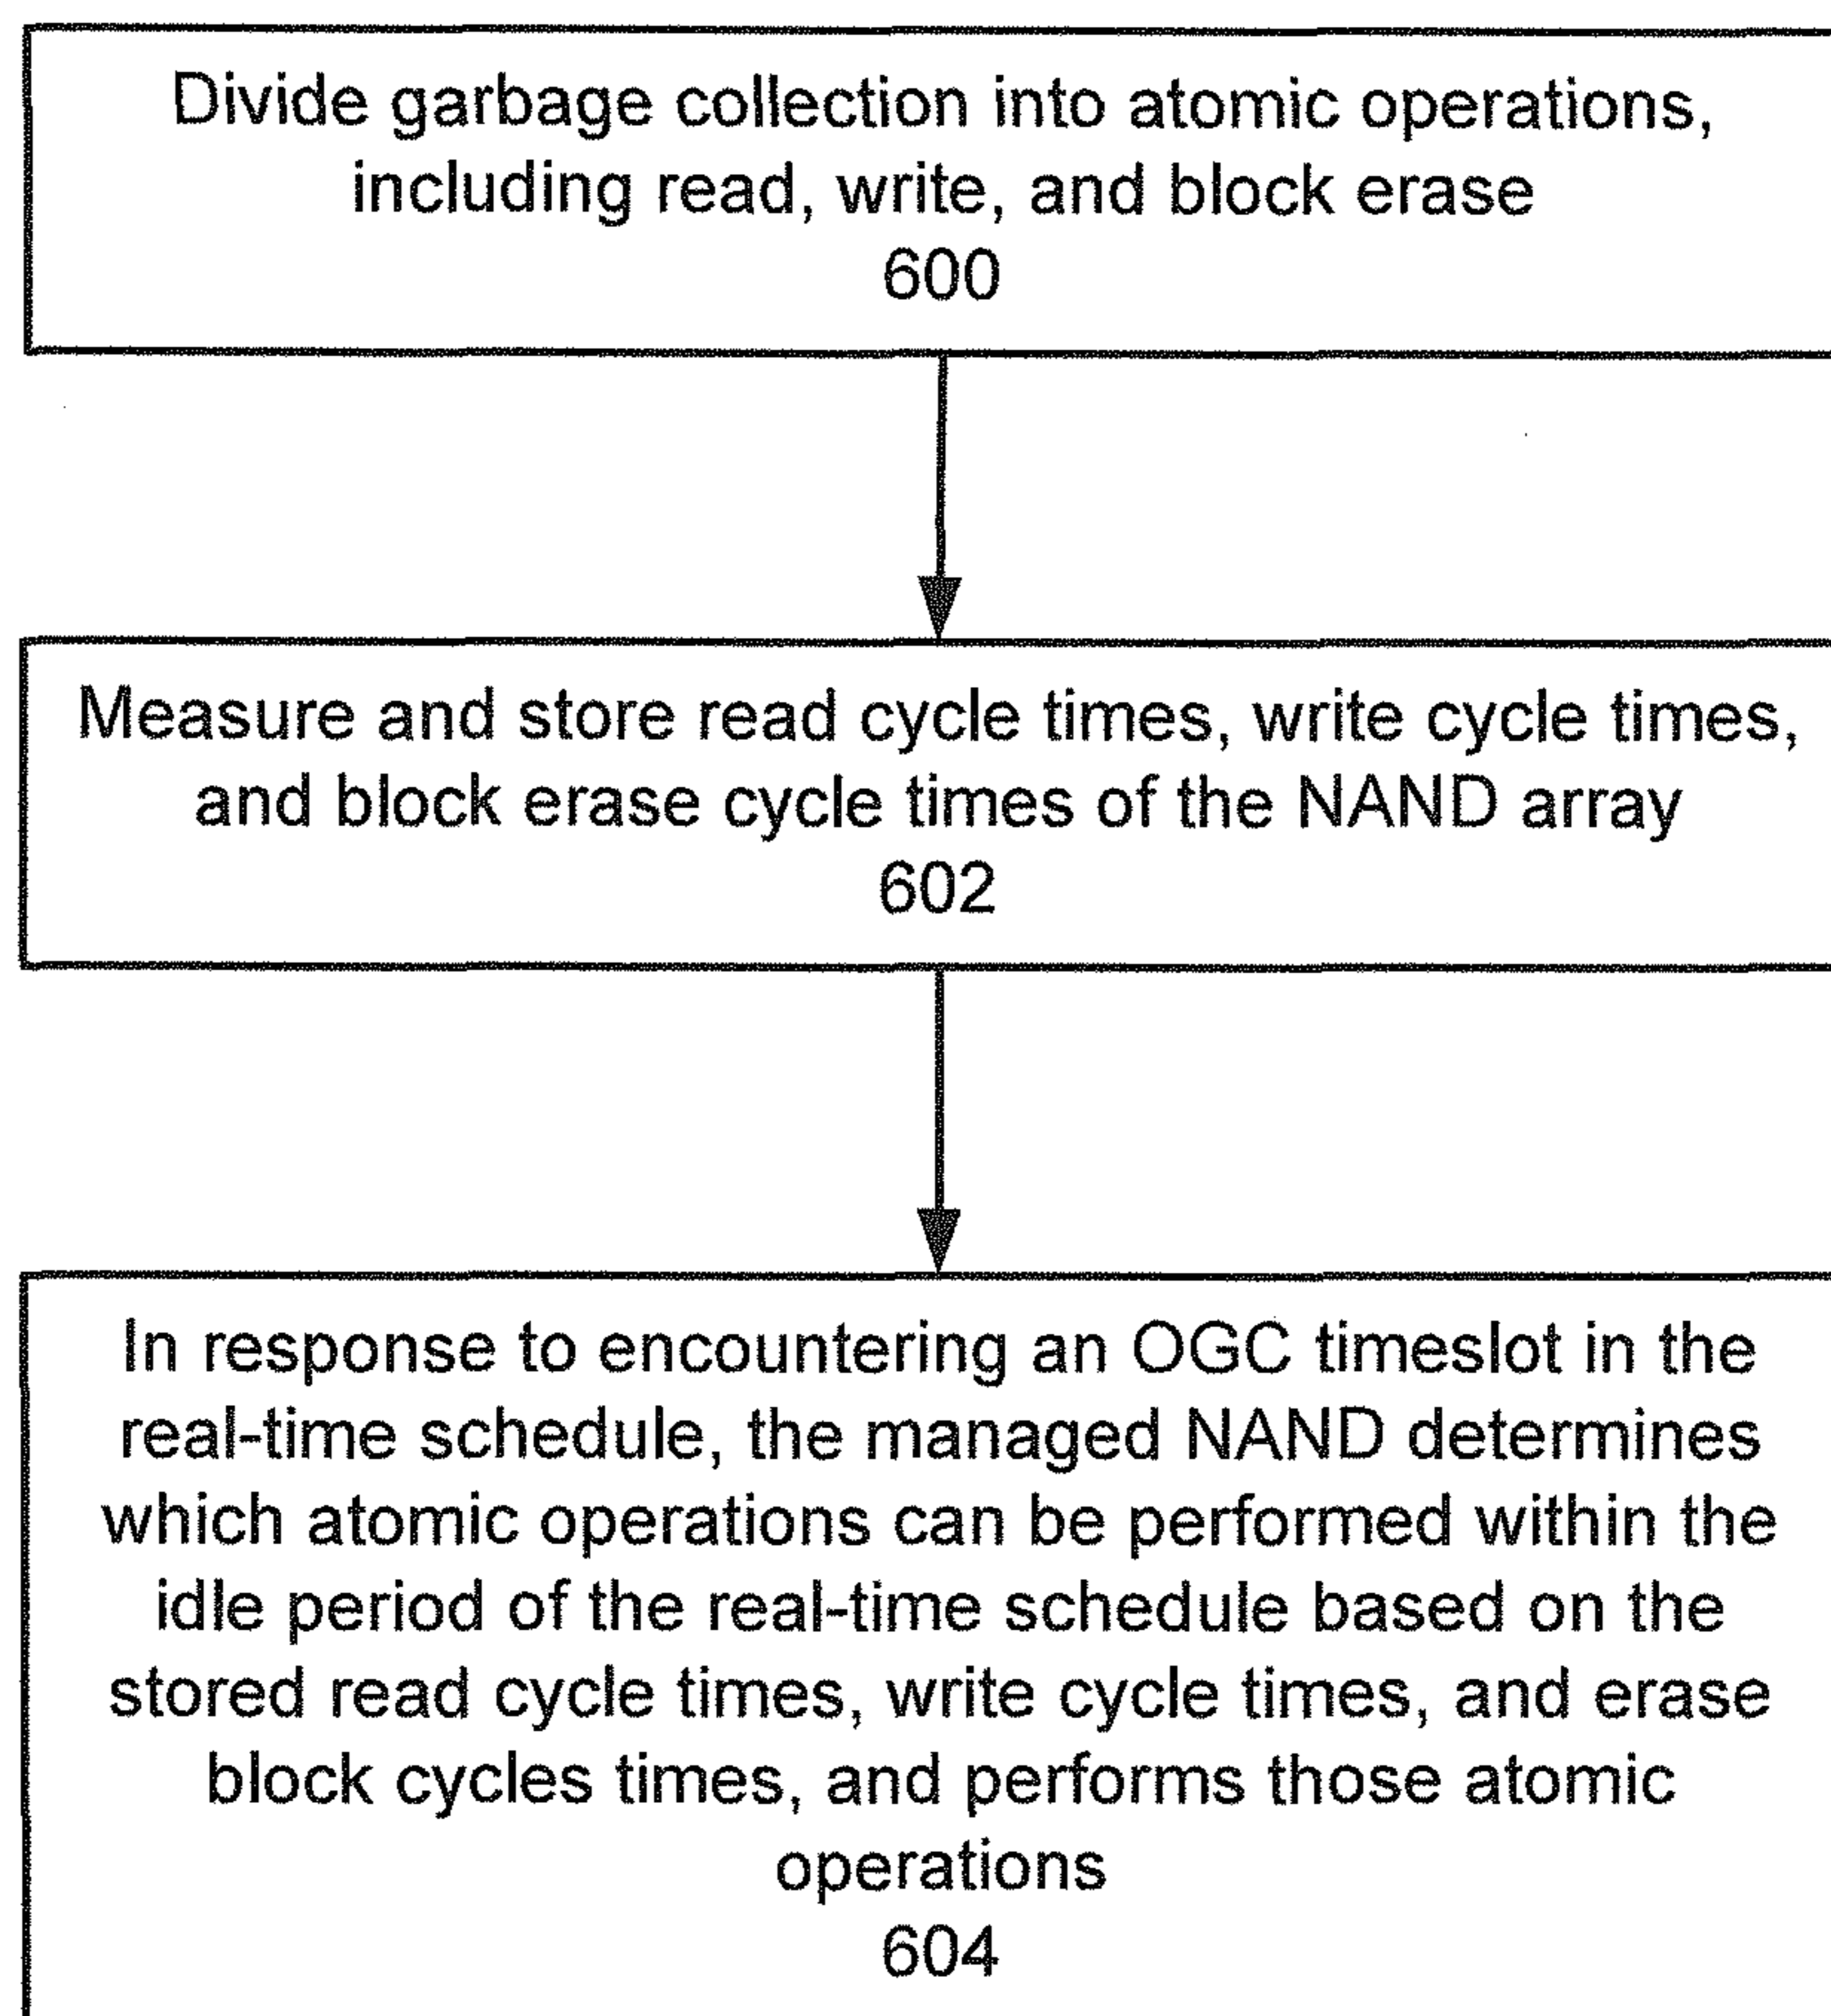 Divide garbage collection into atomic operations,
including read, write, and block erase
600
Measure and store read cycle times, write cycle times,
and block erase cycle times of the NAND array
602
In response to encountering an OGC timeslot in the
real-time schedule, the managed NAND determines
which atomic operations can be performed within the
idle period of the real-time schedule based on the
stored read cycle times, write cycle times, and erase
block cycles times, and performs those atomic
operations
604